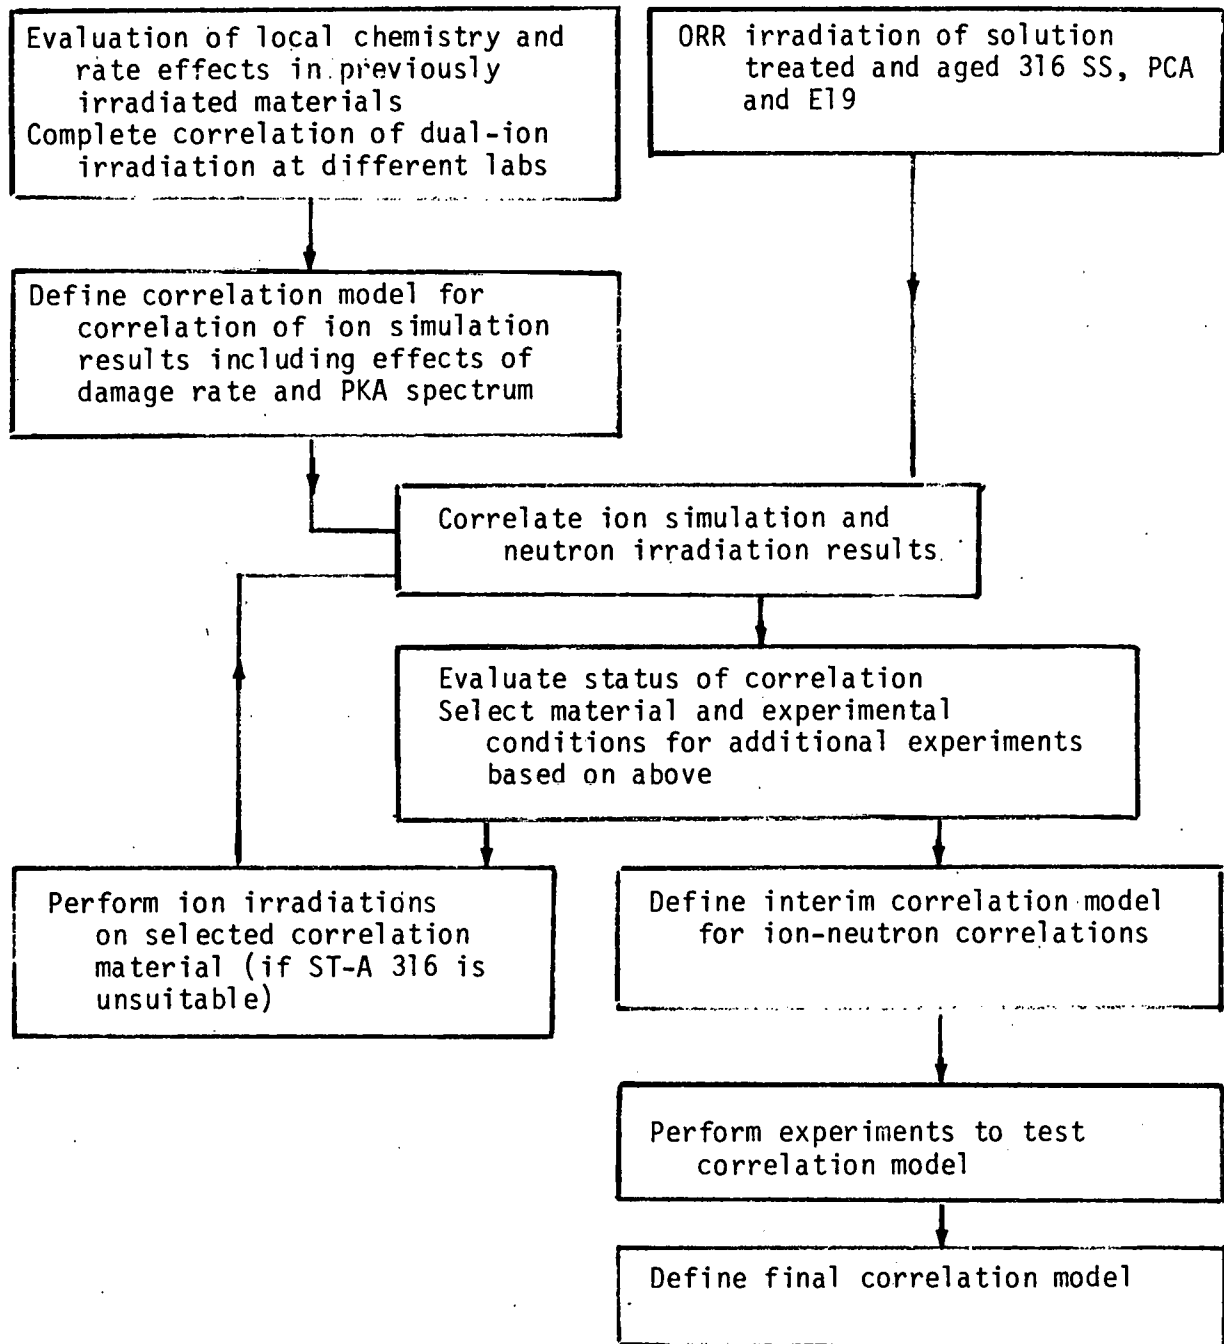 Evaluation of local chemistry and
rate effects in previously
irradiated materials
Complete correlation of dual-ion
irradiation at different labs
ORR irradiation of solution
treated and aged 316 SS, PCA
and E19
Define correlation model for
correlation of ion simulation
results including effects of
damage rate and PKA spectrum
Correlate ion simulation and
neutron irradiation results
Evaluate status of correlation
Select material and experimental
conditions for additional experiments
based on above
Perform ion irradiations
on selected correlation
material (if ST-A 316 is
unsuitable)
Define interim correlation model
for ion-neutron correlations
Perform experiments to test
correlation model
Define final correlation model